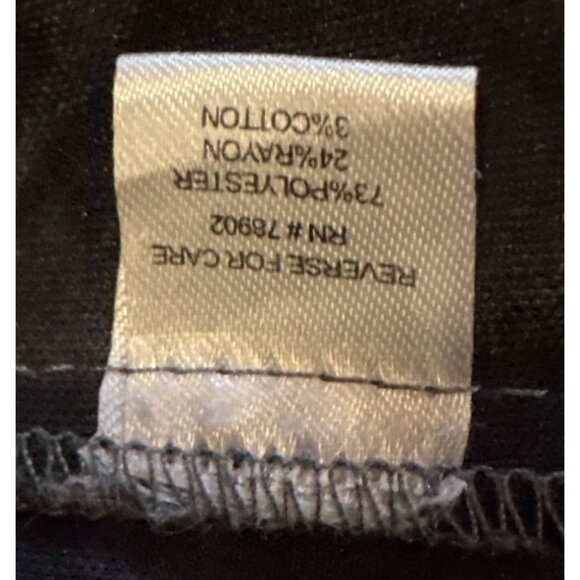 REVERSE FOR CARE
RN # 78902
73%POLYESTER
24%RAYON
3%COTTON